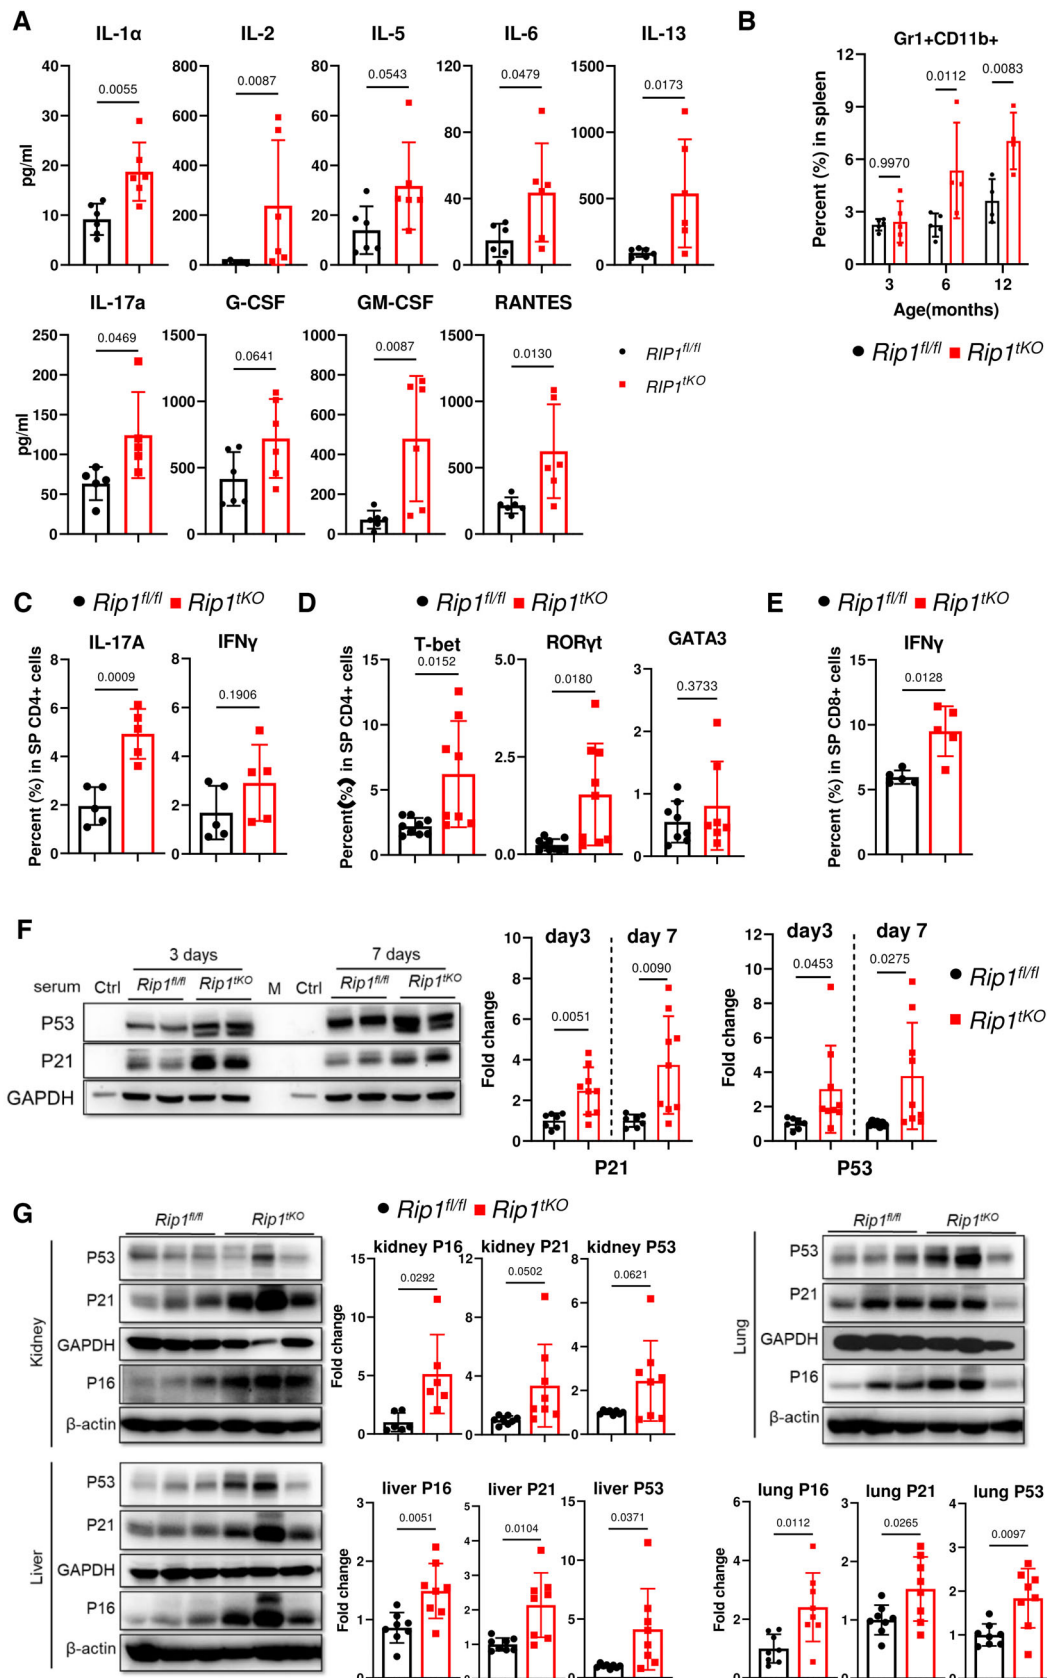 A
IL-1α
IL-2
IL-5
IL-6
IL-13
pg/ml
40
30
20
10
0
0.0055
800
600
400
200
0
0.0087
80
60
40
20
0
0.0543
120
80
40
0
0.0479
1500
1000
500
0
0.0173
IL-17a
G-CSF
GM-CSF
RANTES
pg/ml
250
200
150
100
50
0
0.0469
1500
1000
500
0
0.0641
1000
800
600
400
200
0
0.0087
1500
1000
500
0
0.0130
RIP1fl/fl
RIP1tKO
B
Gr1+CD11b+
Percent (%) in spleen
12
9
6
3
0
0.9970
0.0112
0.0083
3 6 12
Age(months)
Rip1fl/fl Rip1tKO
C
Rip1fl/fl Rip1tKO
IL-17A
IFNγ
Percent (%) in SP CD4+ cells
8
6
4
2
0
0.0009
8
6
4
2
0
0.1906
D
Rip1fl/fl Rip1tKO
T-bet
RORγt
GATA3
Percent(%) in SP CD4+ cells
15
10
5
0
0.0152
5.0
2.5
0.0
0.0180
3
2
1
0
0.3733
E
Rip1fl/fl Rip1tKO
IFNγ
Percent (%) in SP CD8+ cells
15
10
5
0
0.0128
F
3 days
7 days
serum Ctrl Rip1fl/fl Rip1tKO M Ctrl Rip1fl/fl Rip1tKO
P53
P21
GAPDH
Fold change
10
8
6
4
2
0
day3 day 7
0.0051
0.0090
P21
Fold change
12
10
8
6
4
2
0
day3 day 7
0.0453
0.0275
P53
Rip1fl/fl
Rip1tKO
G
Rip1fl/fl Rip1tKO
Kidney
Rip1fl/fl Rip1tKO
P53
P21
GAPDH
P16
β-actin
kidney P16
kidney P21
kidney P53
Fold change
15
10
5
0
0.0292
12
8
4
0
0.0502
8
6
4
2
0
0.0621
Lung
Rip1fl/fl Rip1tKO
P53
P21
GAPDH
P16
β-actin
Liver
P53
P21
GAPDH
P16
β-actin
liver P16
liver P21
liver P53
Fold change
3
2
1
0
0.0051
5
4
3
2
1
0
0.0104
15
10
5
0
0.0371
lung P16
lung P21
lung P53
Fold change
6
4
2
0
0.0112
3
2
1
0
0.0265
4
3
2
1
0
0.0097